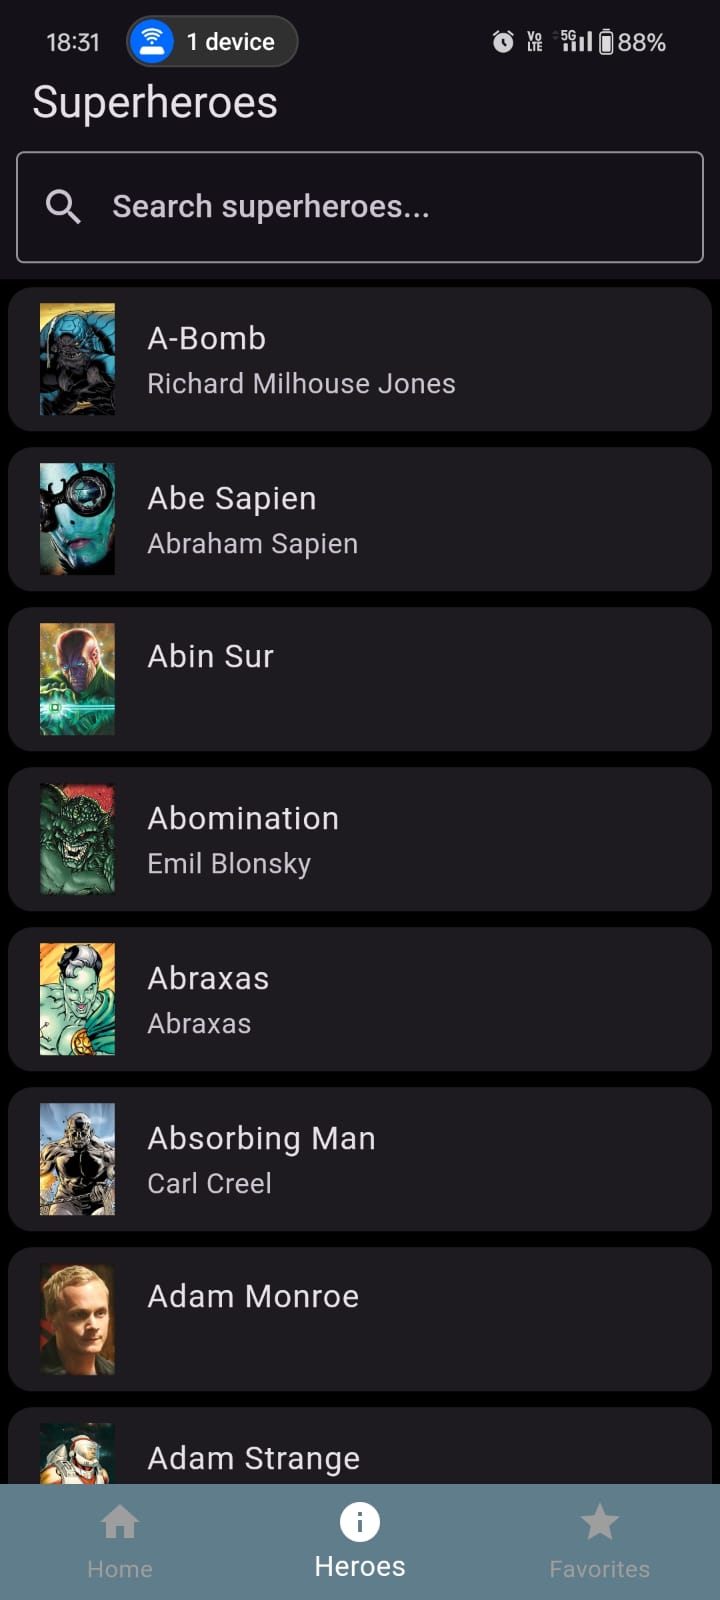 18:31
1 device
Vo LTE
5G
88%
Superheroes
Search superheroes...
A-Bomb
Richard Milhouse Jones
Abe Sapien
Abraham Sapien
Abin Sur
Abomination
Emil Blonsky
Abraxas
Abraxas
Absorbing Man
Carl Creel
Adam Monroe
Adam Strange
Home
Heroes
Favorites